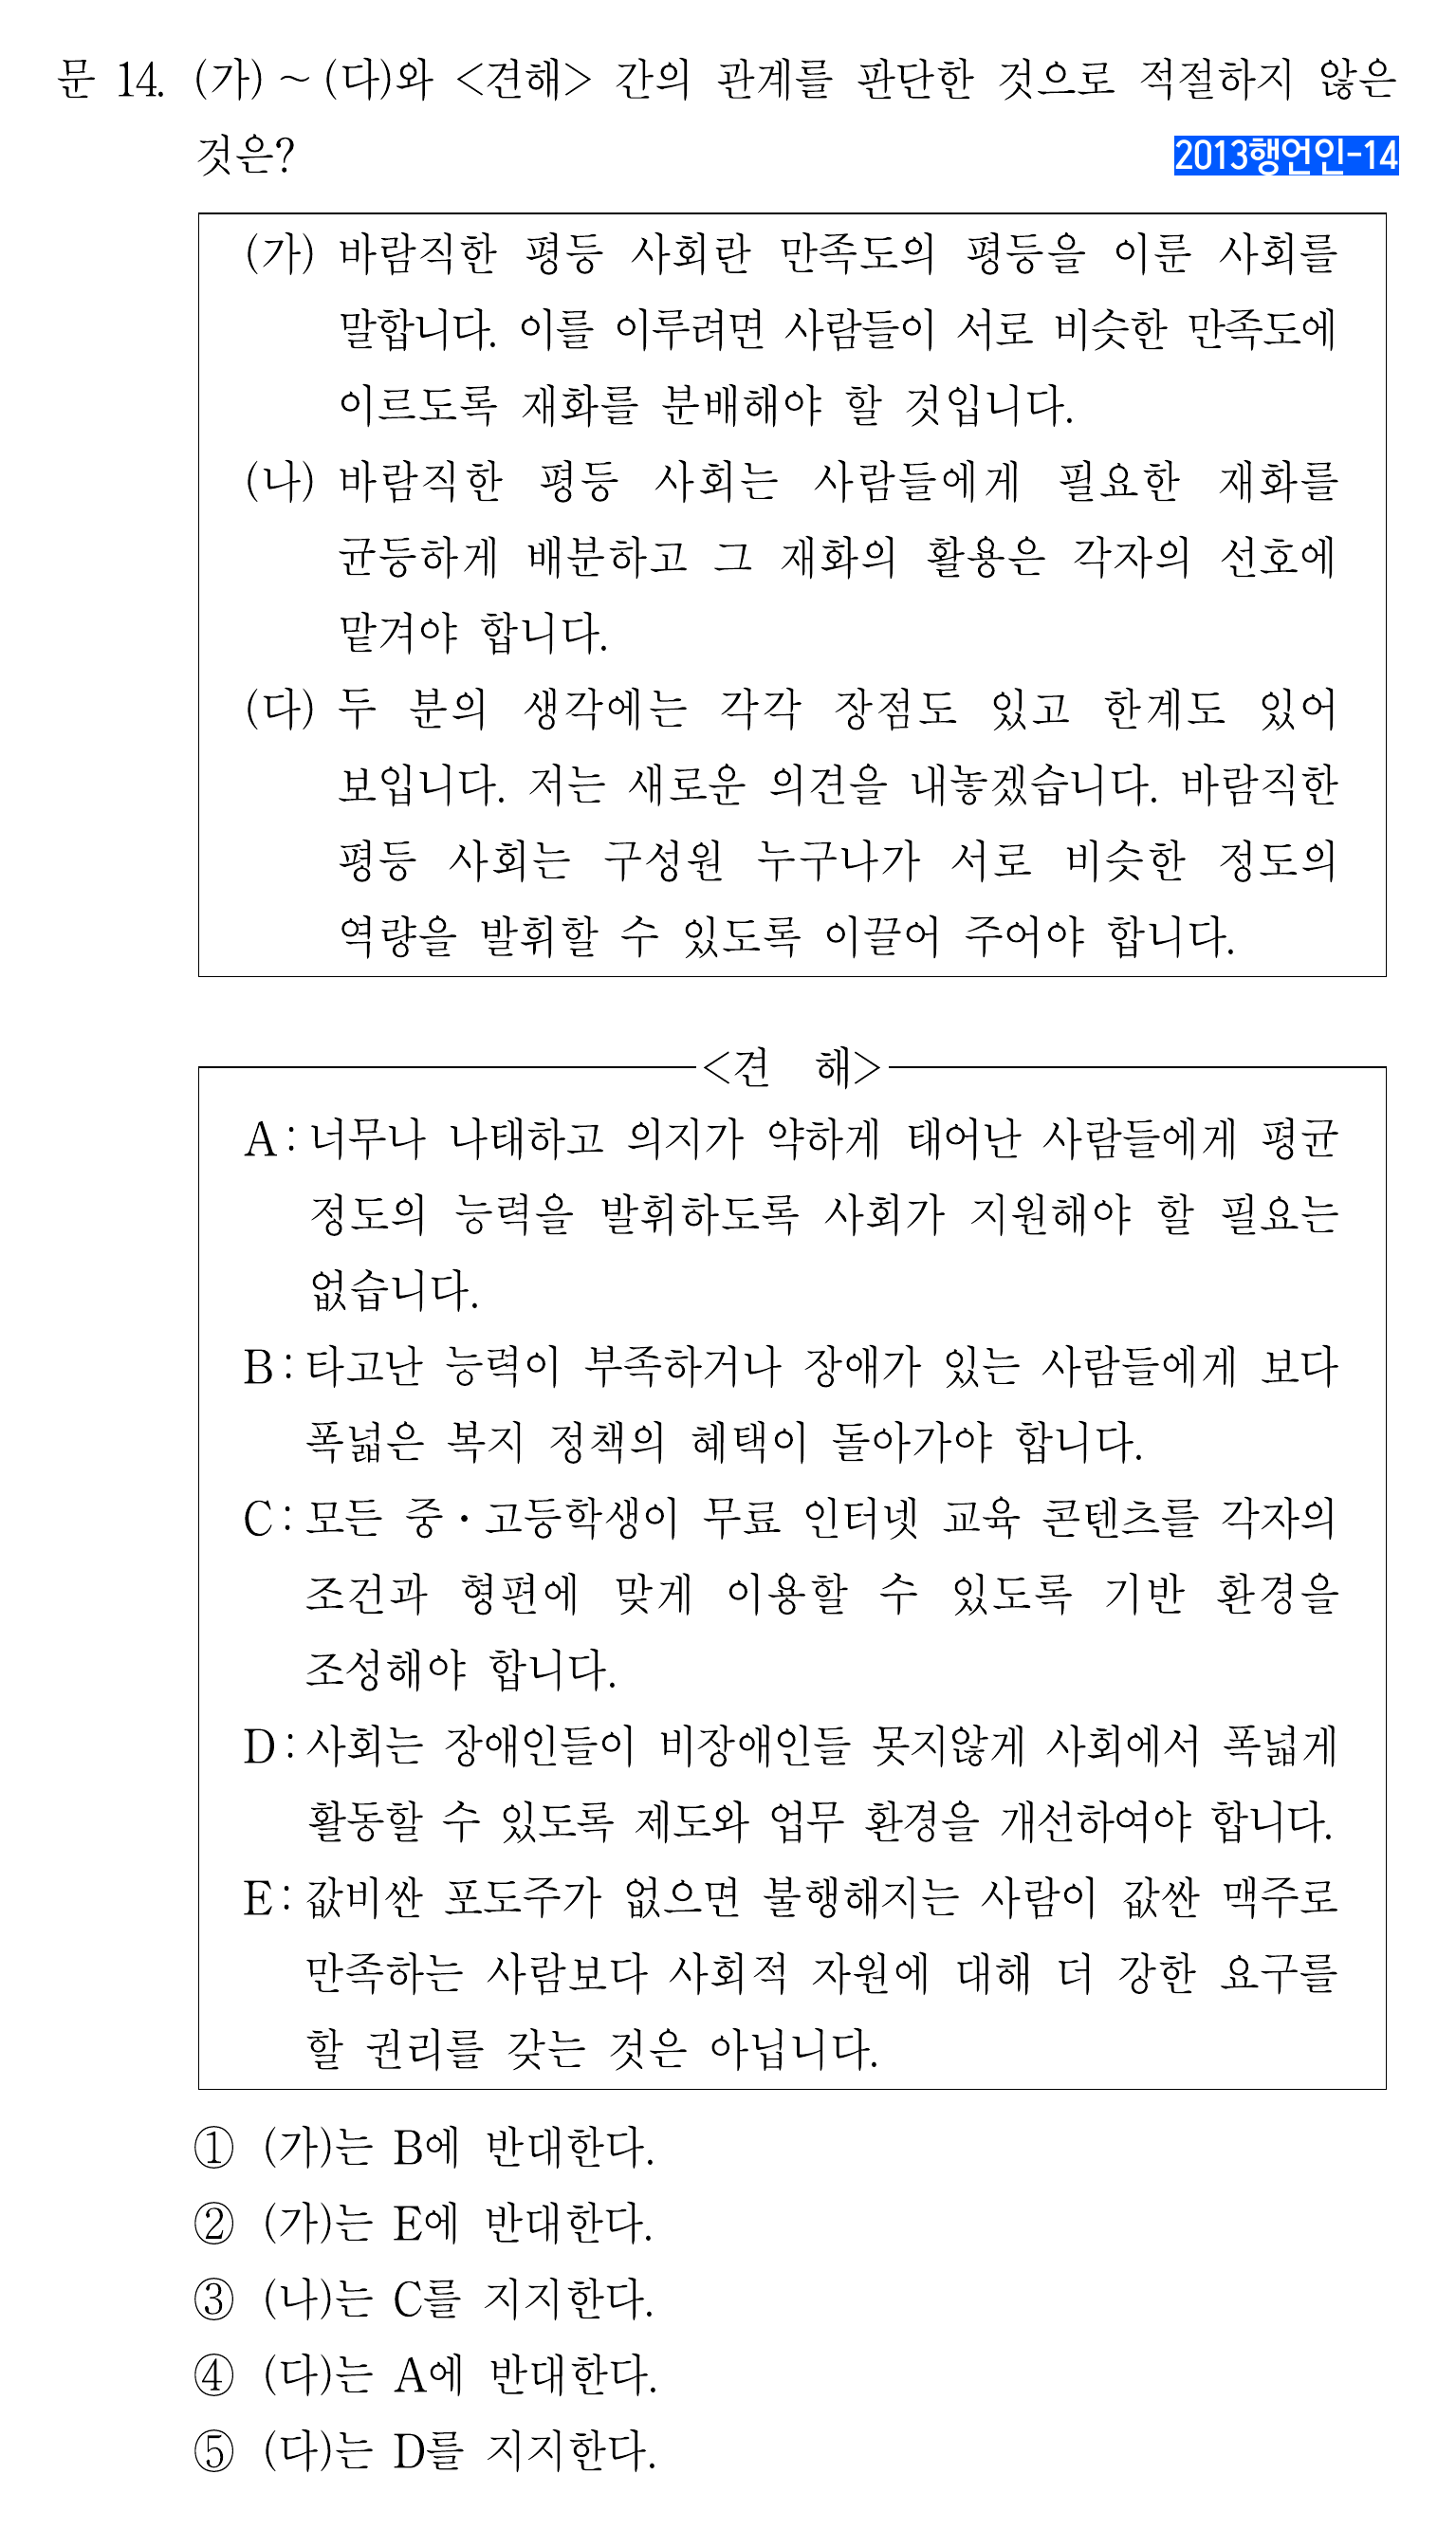 문 14. (가) ~ (다)와 <견해> 간의 관계를 판단한 것으로 적절하지 않은
것은?
2013행언인-14
(가) 바람직한 평등 사회란 만족도의 평등을 이룬 사회를
말합니다. 이를 이루려면 사람들이 서로 비슷한 만족도에
이르도록 재화를 분배해야 할 것입니다.
(나) 바람직한 평등 사회는 사람들에게 필요한 재화를
균등하게 배분하고 그 재화의 활용은 각자의 선호에
맡겨야 합니다.
(다) 두 분의 생각에는 각각 장점도 있고 한계도 있어
보입니다. 저는 새로운 의견을 내놓겠습니다. 바람직한
평등 사회는 구성원 누구나가 서로 비슷한 정도의
역량을 발휘할 수 있도록 이끌어 주어야 합니다.
<견 해>
A : 너무나 나태하고 의지가 약하게 태어난 사람들에게 평균
정도의 능력을 발휘하도록 사회가 지원해야 할 필요는
없습니다.
B : 타고난 능력이 부족하거나 장애가 있는 사람들에게 보다
폭넓은 복지 정책의 혜택이 돌아가야 합니다.
C : 모든 중·고등학생이 무료 인터넷 교육 콘텐츠를 각자의
조건과 형편에 맞게 이용할 수 있도록 기반 환경을
조성해야 합니다.
D : 사회는 장애인들이 비장애인들 못지않게 사회에서 폭넓게
활동할 수 있도록 제도와 업무 환경을 개선하여야 합니다.
E : 값비싼 포도주가 없으면 불행해지는 사람이 값싼 맥주로
만족하는 사람보다 사회적 자원에 대해 더 강한 요구를
할 권리를 갖는 것은 아닙니다.
① (가)는 B에 반대한다.
② (가)는 E에 반대한다.
③ (나)는 C를 지지한다.
④ (다)는 A에 반대한다.
⑤ (다)는 D를 지지한다.